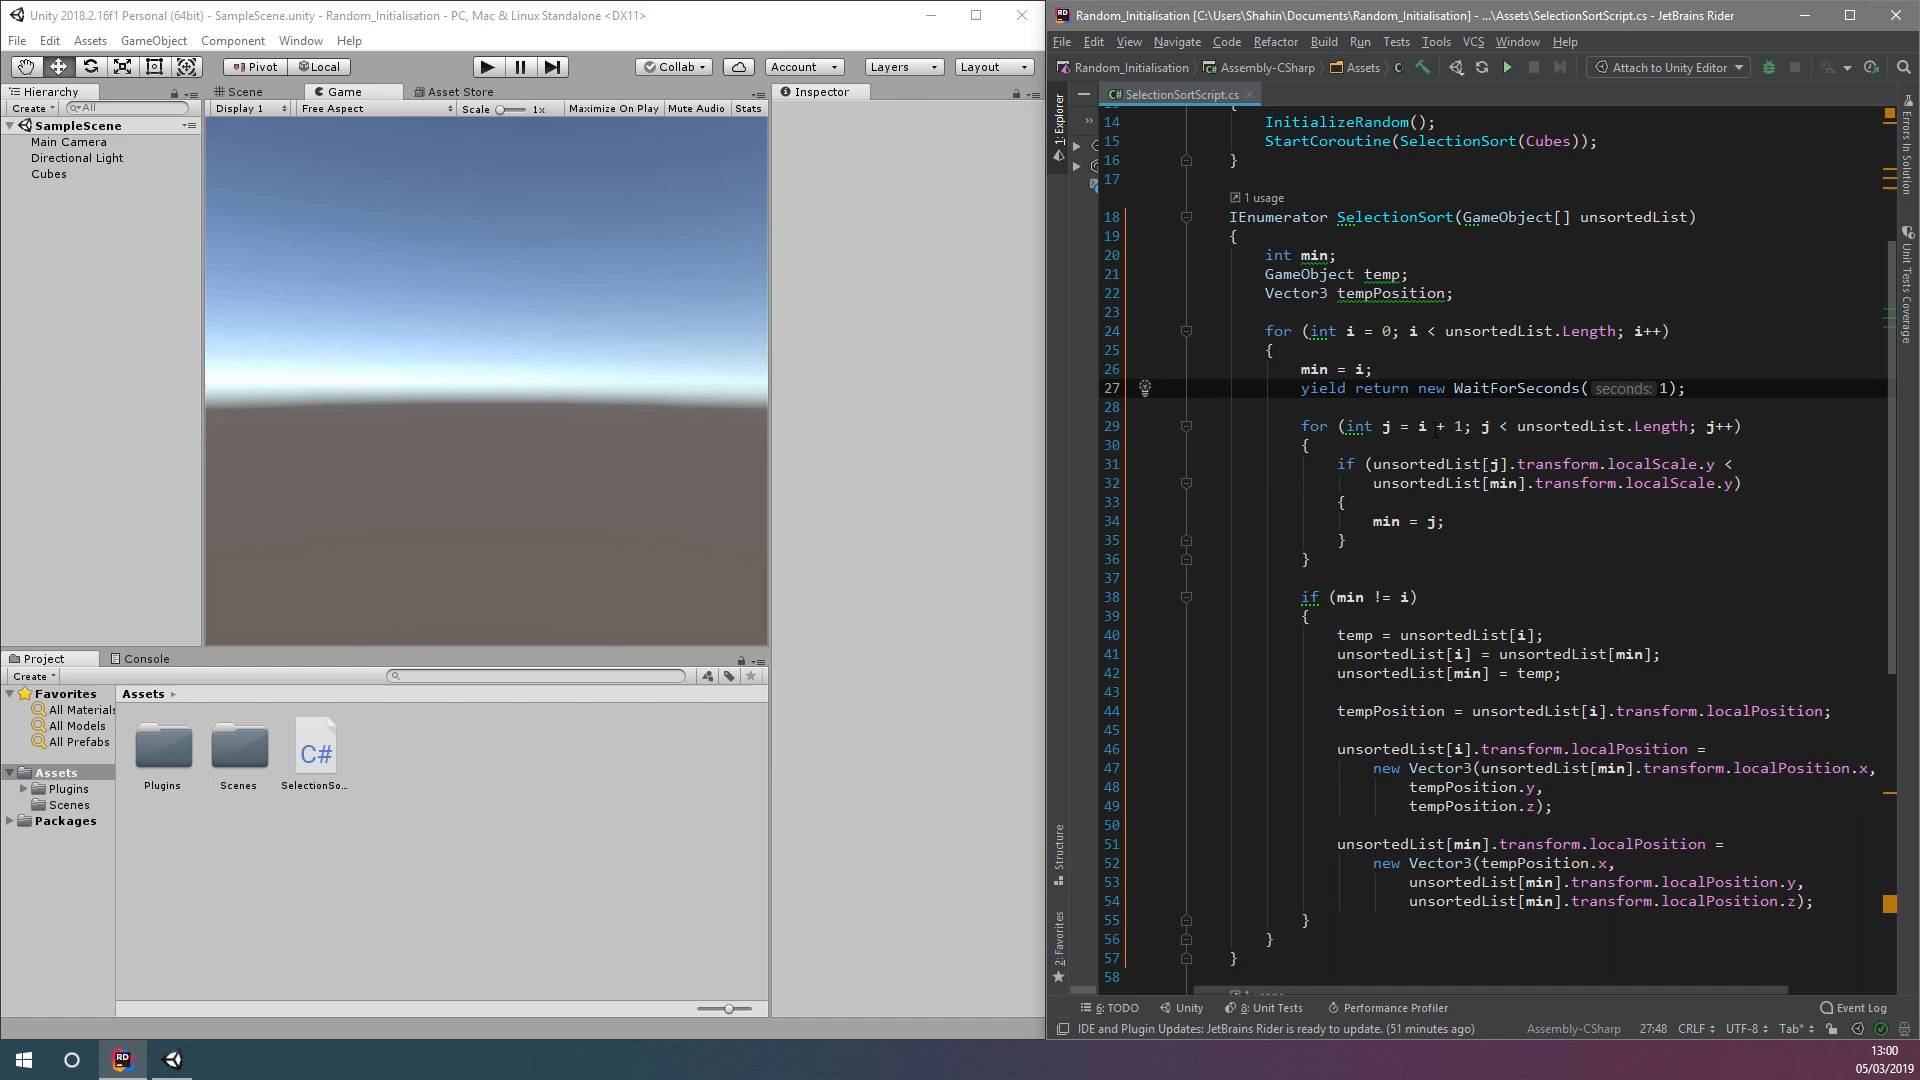 Unity 2018.2.16f1 Personal (64bit) - SampleScene.unity - Random_Initialisation - PC, Mac & Linux Standalone <DX11>
File Edit Assets GameObject Component Window Help
Pivot Local Collab Account Layers Layout
Hierarchy
Create All
SampleScene
Main Camera
Directional Light
Cubes
Scene Game Asset Store
Display 1 Free Aspect Scale 1x Maximize On Play Mute Audio Stats
Inspector
Project Console
Create
Favorites
All Materials
All Models
All Prefabs
Assets
Plugins
Scenes
Packages
Assets
Plugins Scenes SelectionSo...
Random_Initialisation [C:\Users\Shahin\Documents\Random_Initialisation] - ...\Assets\SelectionSortScript.cs - JetBrains Rider
File Edit View Navigate Code Refactor Build Run Tests Tools VCS Window Help
Random_Initialisation Assembly-CSharp Assets C Attach to Unity Editor
1: Explorer
C# SelectionSortScript.cs
14 InitializeRandom();
15 StartCoroutine(SelectionSort(Cubes));
16 }
17
1 usage
18 IEnumerator SelectionSort(GameObject[] unsortedList)
19 {
20 int min;
21 GameObject temp;
22 Vector3 tempPosition;
23
24 for (int i = 0; i < unsortedList.Length; i++)
25 {
26 min = i;
27 yield return new WaitForSeconds( seconds: 1);
28
29 for (int j = i + 1; j < unsortedList.Length; j++)
30 {
31 if (unsortedList[j].transform.localScale.y <
32 unsortedList[min].transform.localScale.y)
33 {
34 min = j;
35 }
36 }
37
38 if (min != i)
39 {
40 temp = unsortedList[i];
41 unsortedList[i] = unsortedList[min];
42 unsortedList[min] = temp;
43
44 tempPosition = unsortedList[i].transform.localPosition;
45
46 unsortedList[i].transform.localPosition =
47 new Vector3(unsortedList[min].transform.localPosition.x,
48 tempPosition.y,
49 tempPosition.z);
50
51 unsortedList[min].transform.localPosition =
52 new Vector3(tempPosition.x,
53 unsortedList[min].transform.localPosition.y,
54 unsortedList[min].transform.localPosition.z);
55 }
56 }
57 }
58
Structure
2: Favorites
Errors In Solution
Unit Tests Coverage
6: TODO Unity 8: Unit Tests Performance Profiler Event Log
IDE and Plugin Updates: JetBrains Rider is ready to update. (51 minutes ago) Assembly-CSharp 27:48 CRLF UTF-8 Tab*
RD
13:00
05/03/2019